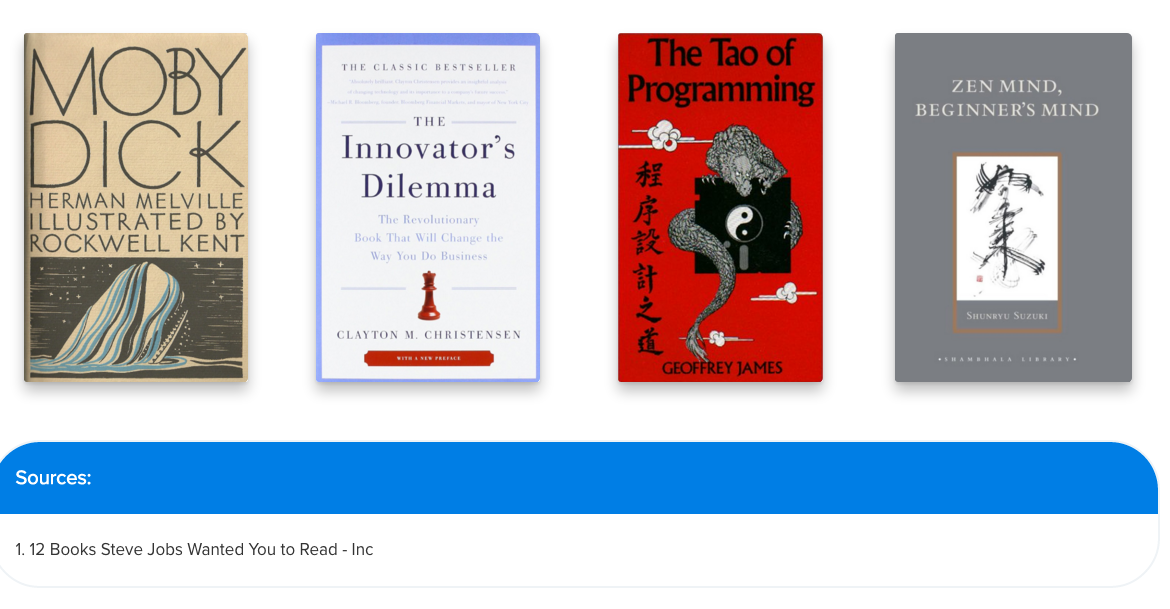 MOBY
DICK
HERMAN MELVILLE
ILLUSTRATED BY
ROCKWELL KENT
THE CLASSIC BESTSELLER
THE
Innovator's
Dilemma
The Revolutionary
Book That Will Change the
Way You Do Business
CLAYTON M. CHRISTENSEN
WITH A NEW PREFACE
The Tao of
Programming
程序設計之道
GEOFFREY JAMES
ZEN MIND,
BEGINNER'S MIND
SHUNRYU SUZUKI
•SHAMBHALA LIBRARY•
Sources:
1. 12 Books Steve Jobs Wanted You to Read - Inc